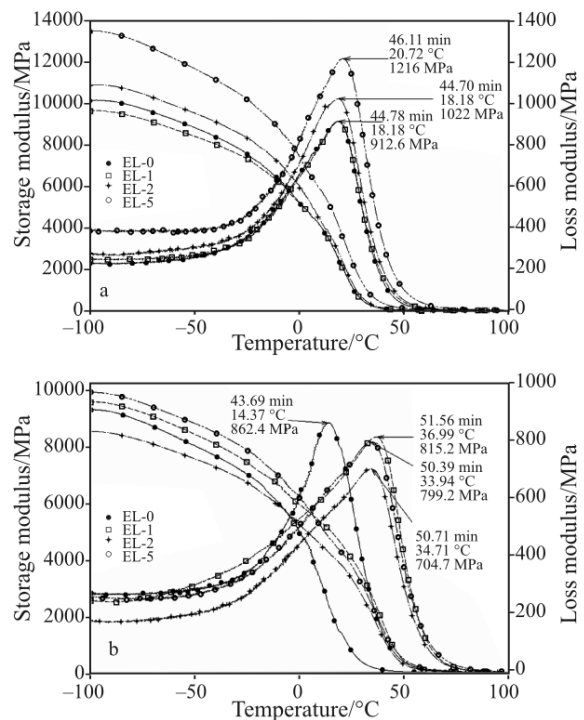 14000
12000
10000
8000
6000
4000
2000
0
Storage modulus/MPa
1400
1200
1000
800
600
400
200
0
Loss modulus/MPa
46.11 min
20.72 °C
1216 MPa
44.70 min
18.18 °C
1022 MPa
44.78 min
18.18 °C
912.6 MPa
EL-0
EL-1
EL-2
EL-5
a
–100
–50
0
50
100
Temperature/°C
10000
8000
6000
4000
2000
0
Storage modulus/MPa
1000
800
600
400
200
0
Loss modulus/MPa
43.69 min
14.37 °C
862.4 MPa
51.56 min
36.99 °C
815.2 MPa
50.39 min
33.94 °C
799.2 MPa
50.71 min
34.71 °C
704.7 MPa
EL-0
EL-1
EL-2
EL-5
b
–100
–50
0
50
100
Temperature/°C